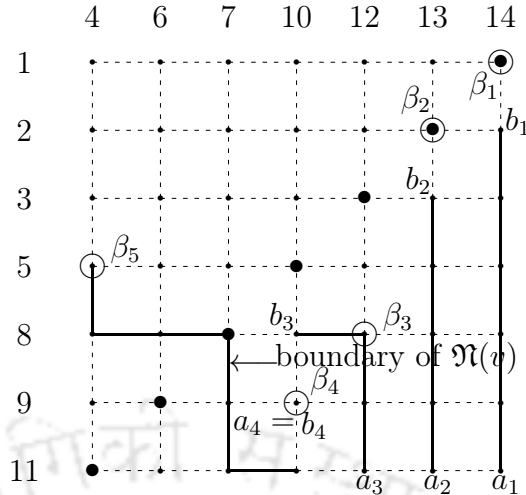 4 6 7 10 12 13 14
1
β₁
β₂
2
b₁
3
b₂
β₅
5
8
b₃
β₃
←—boundary of 𝔑(v)
β₄
9
a₄ = b₄
11
a₃ a₂ a₁